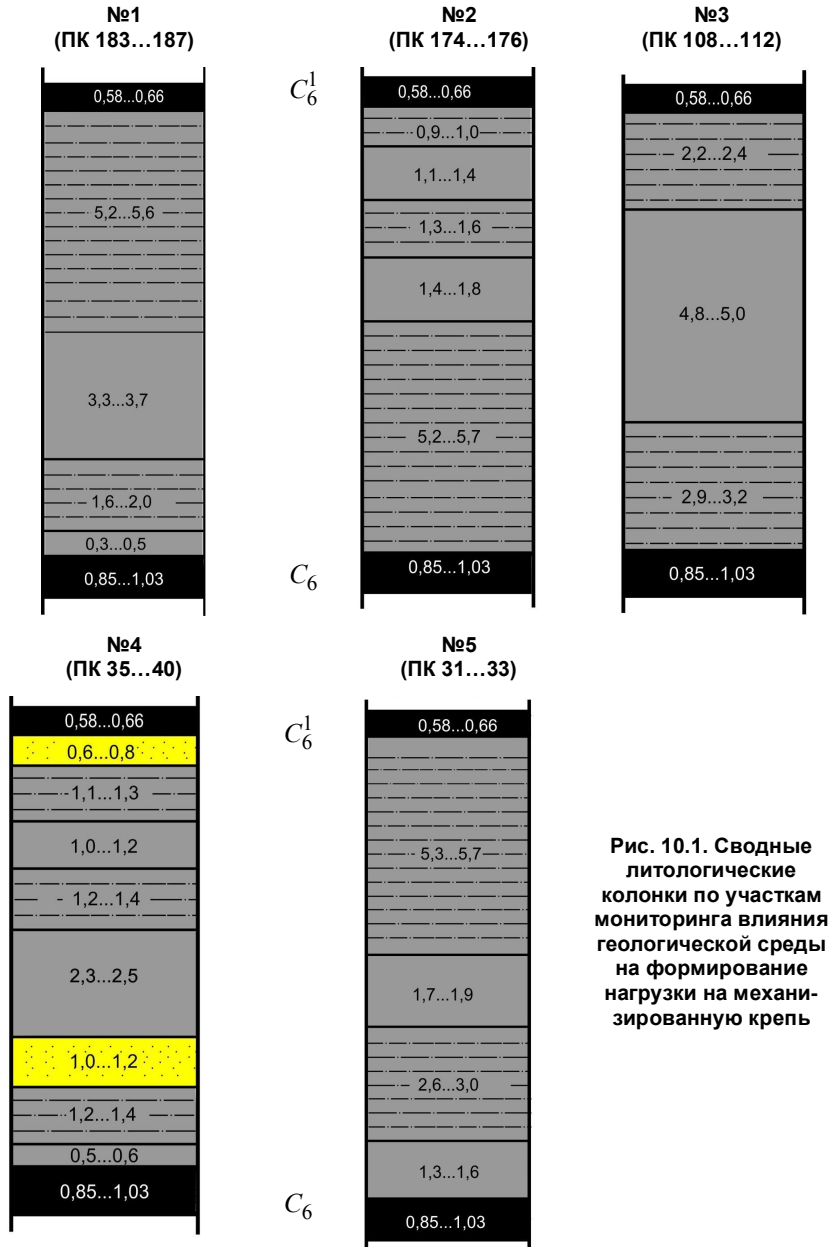 №1
(ПК 183...187)
0,58...0,66
5,2...5,6
3,3...3,7
1,6...2,0
0,3...0,5
0,85...1,03
C₆¹
C₆
№2
(ПК 174...176)
0,58...0,66
0,9...1,0
1,1...1,4
1,3...1,6
1,4...1,8
5,2...5,7
0,85...1,03
№3
(ПК 108...112)
0,58...0,66
2,2...2,4
4,8...5,0
2,9...3,2
0,85...1,03
№4
(ПК 35...40)
0,58...0,66
0,6...0,8
1,1...1,3
1,0...1,2
1,2...1,4
2,3...2,5
1,0...1,2
1,2...1,4
0,5...0,6
0,85...1,03
C₆¹
C₆
№5
(ПК 31...33)
0,58...0,66
5,3...5,7
1,7...1,9
2,6...3,0
1,3...1,6
0,85...1,03
Рис. 10.1. Сводные
литологические
колонки по участкам
мониторинга влияния
геологической среды
на формирование
нагрузки на механи-
зированную крепь